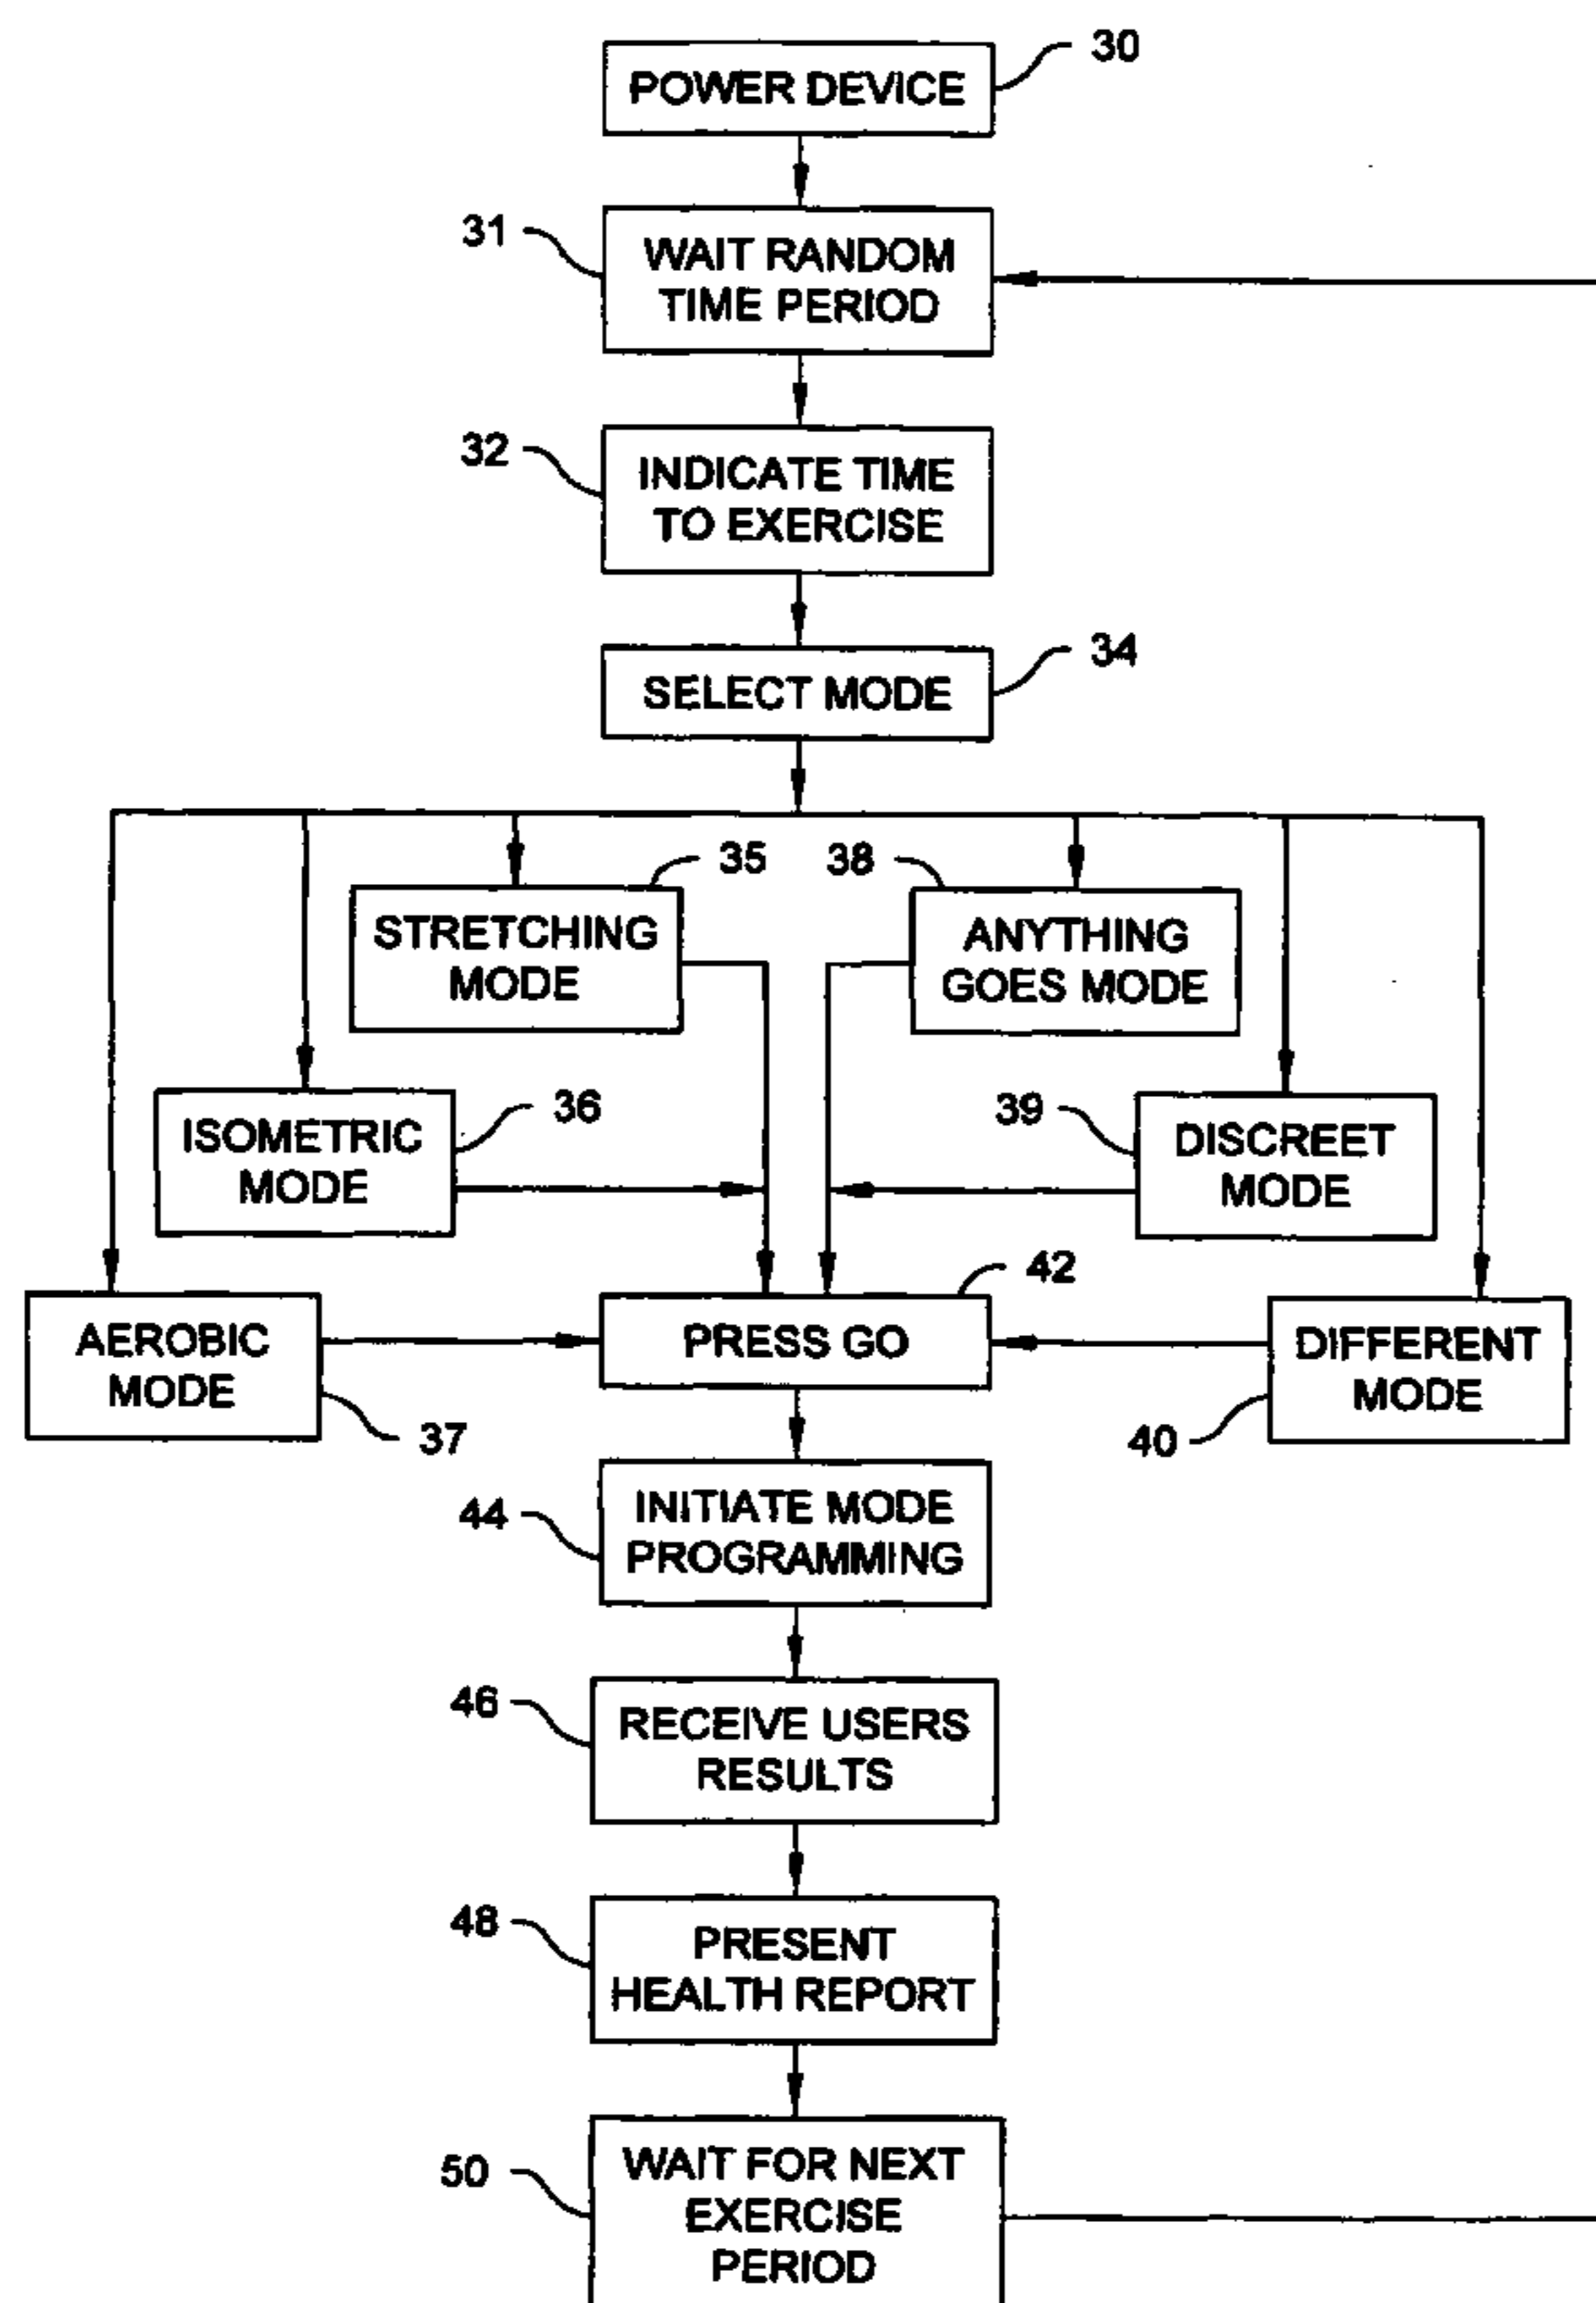 30
POWER DEVICE
31
WAIT RANDOM
TIME PERIOD
32
INDICATE TIME
TO EXERCISE
34
SELECT MODE
35
38
STRETCHING
MODE
ANYTHING
GOES MODE
36
39
ISOMETRIC
MODE
DISCREET
MODE
42
AEROBIC
MODE
PRESS GO
DIFFERENT
MODE
37
40
44
INITIATE MODE
PROGRAMMING
46
RECEIVE USERS
RESULTS
48
PRESENT
HEALTH REPORT
50
WAIT FOR NEXT
EXERCISE
PERIOD